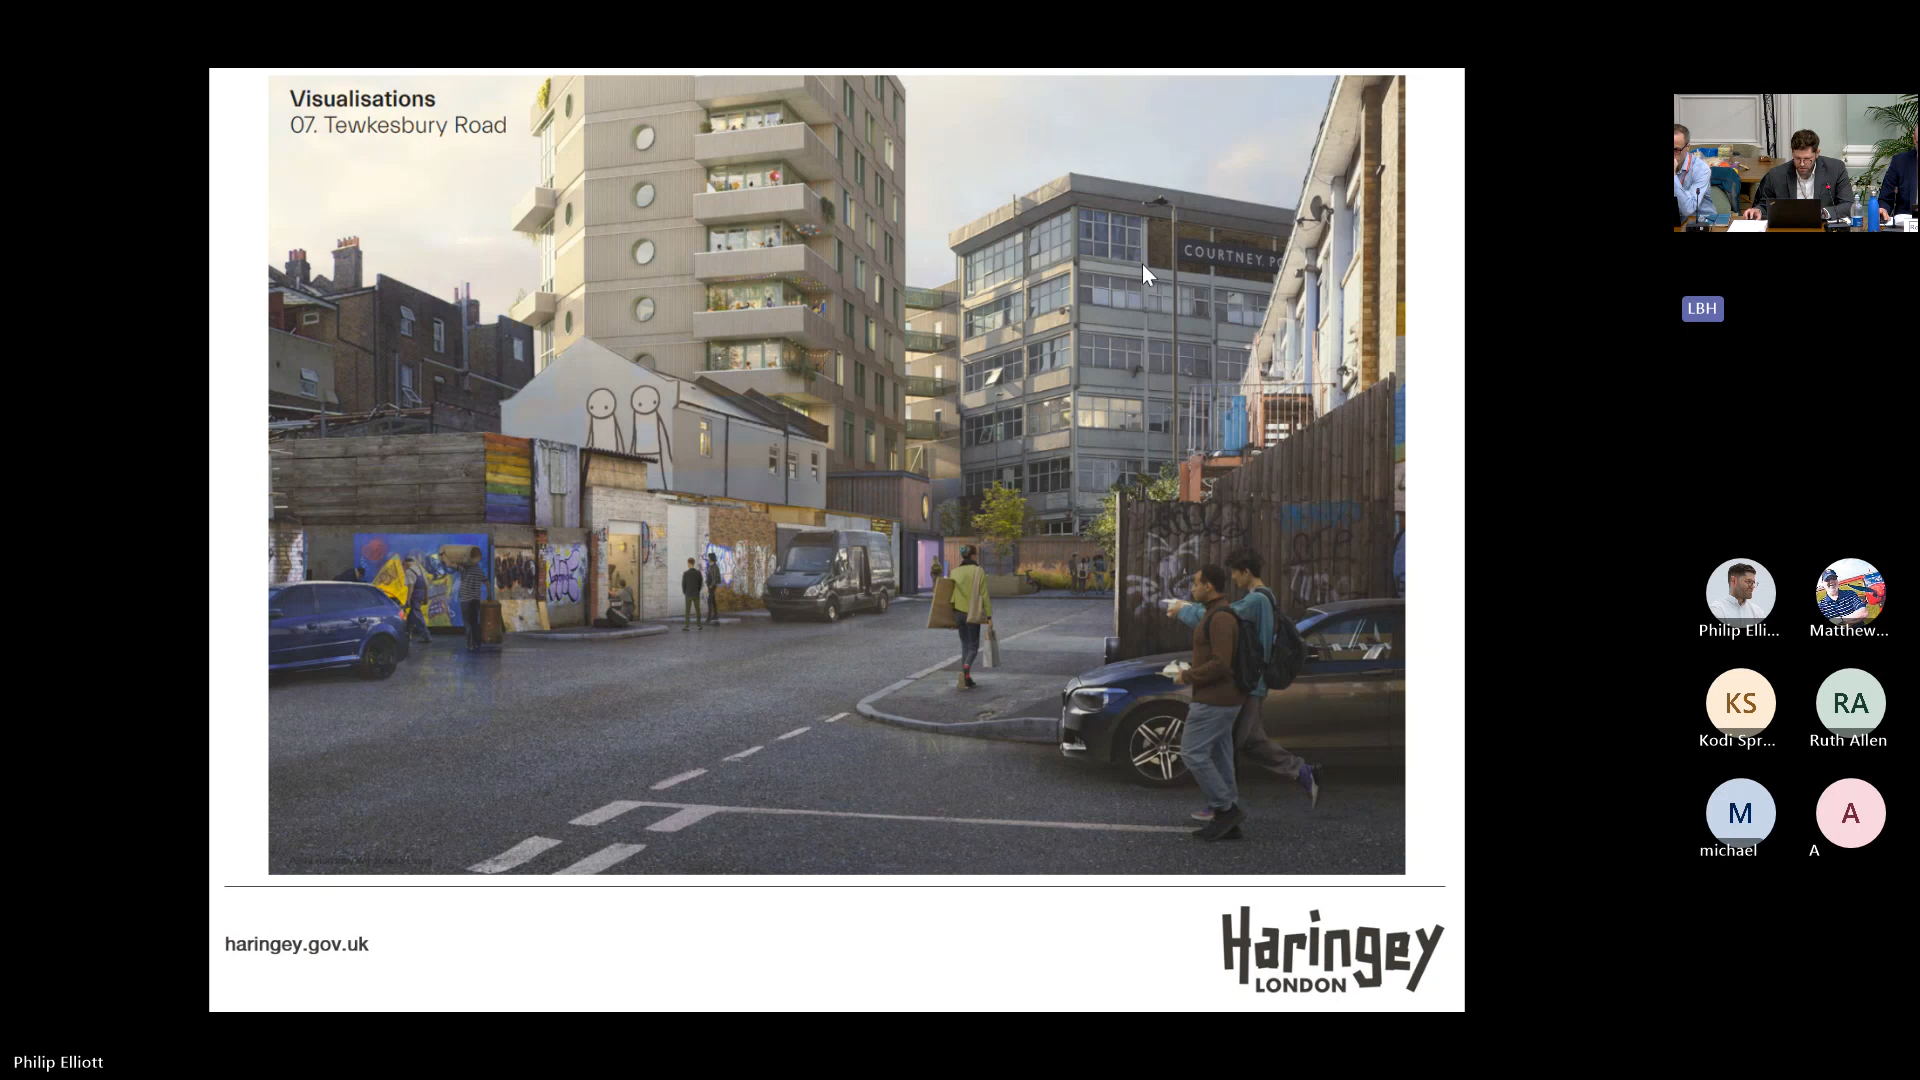 Visualisations
07. Tewkesbury Road
COURTNEY, PO
haringey.gov.uk
Haringey
LONDON
LBH
Philip Elli...
Matthew...
KS
RA
Kodi Spr...
Ruth Allen
M
A
michael
A
Philip Elliott